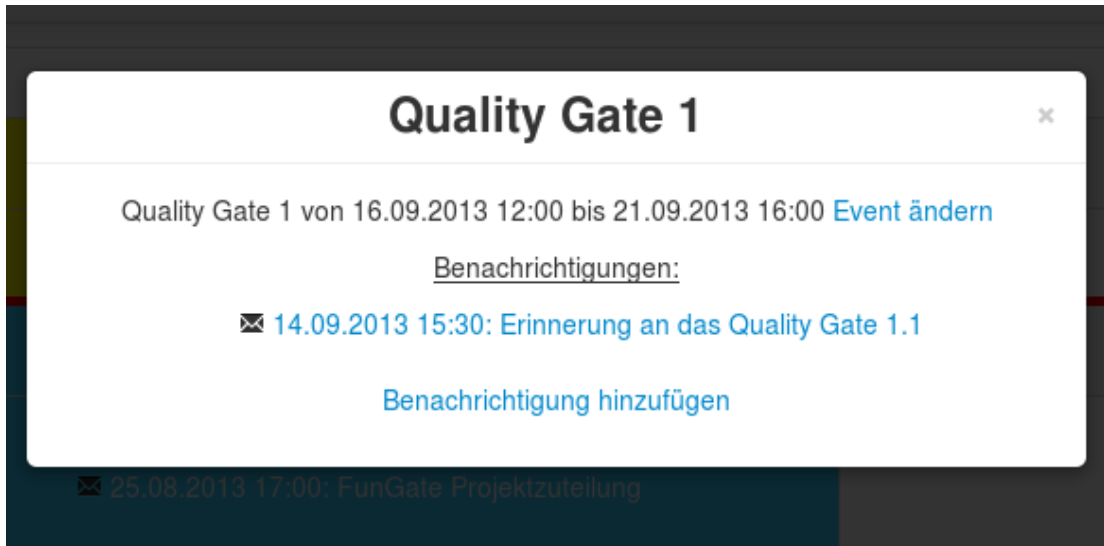 Quality Gate 1
×
Quality Gate 1 von 16.09.2013 12:00 bis 21.09.2013 16:00 Event ändern
Benachrichtigungen:
14.09.2013 15:30: Erinnerung an das Quality Gate 1.1
Benachrichtigung hinzufügen
25.08.2013 17:00: FunGate Projektzuteilung